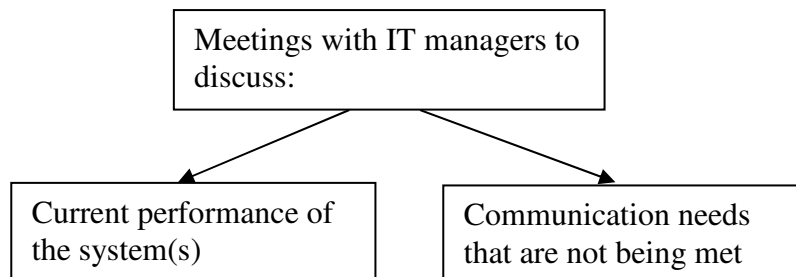 Meetings with IT managers to
discuss:
Current performance of
the system(s)
Communication needs
that are not being met